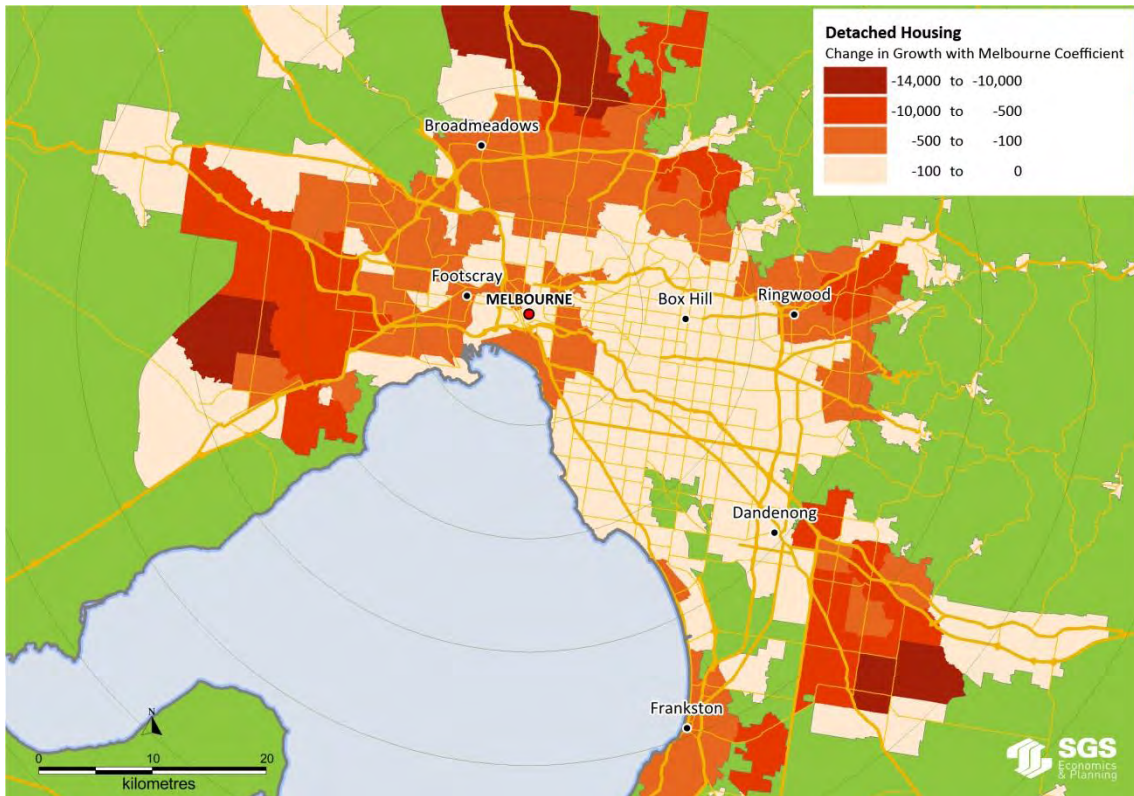 Detached Housing
Change in Growth with Melbourne Coefficient
-14,000 to -10,000
-10,000 to -500
-500 to -100
-100 to 0
Broadmeadows
Footscray
MELBOURNE
Box Hill
Ringwood
Dandenong
Frankston
N
0 10 20
kilometres
SGS
Economics
& Planning